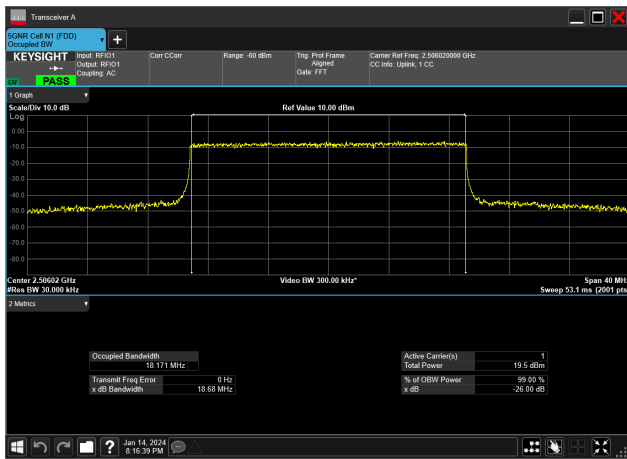 Transceiver A
5GNR Cell N1 (FDD)
Occupied BW
KEYSIGHT
PASS
Input: RFIO1
Output: RFIO1
Coupling: AC
Corr CCorr
Range: -60 dBm
Trig: Prot Frame
Aligned
Gate: FFT
Carrier Ref Freq: 2.506020000 GHz
CC Info: Uplink, 1 CC
1 Graph
Scale/Div 10.0 dB
Ref Value 10.00 dBm
Log
0.00
-10.0
-20.0
-30.0
-40.0
-50.0
-60.0
-70.0
-80.0
Center 2.50602 GHz
Video BW 300.00 kHz*
Span 40 MH
#Res BW 30.000 kHz
Sweep 53.1 ms (2001 pts
2 Metrics
Occupied Bandwidth
18.171 MHz
Transmit Freq Error 0 Hz
x dB Bandwidth 18.68 MHz
Active Carrier(s) 1
Total Power 19.5 dBm
% of OBW Power 99.00 %
x dB -26.00 dB
Jan 14, 2024
8:16:39 PM